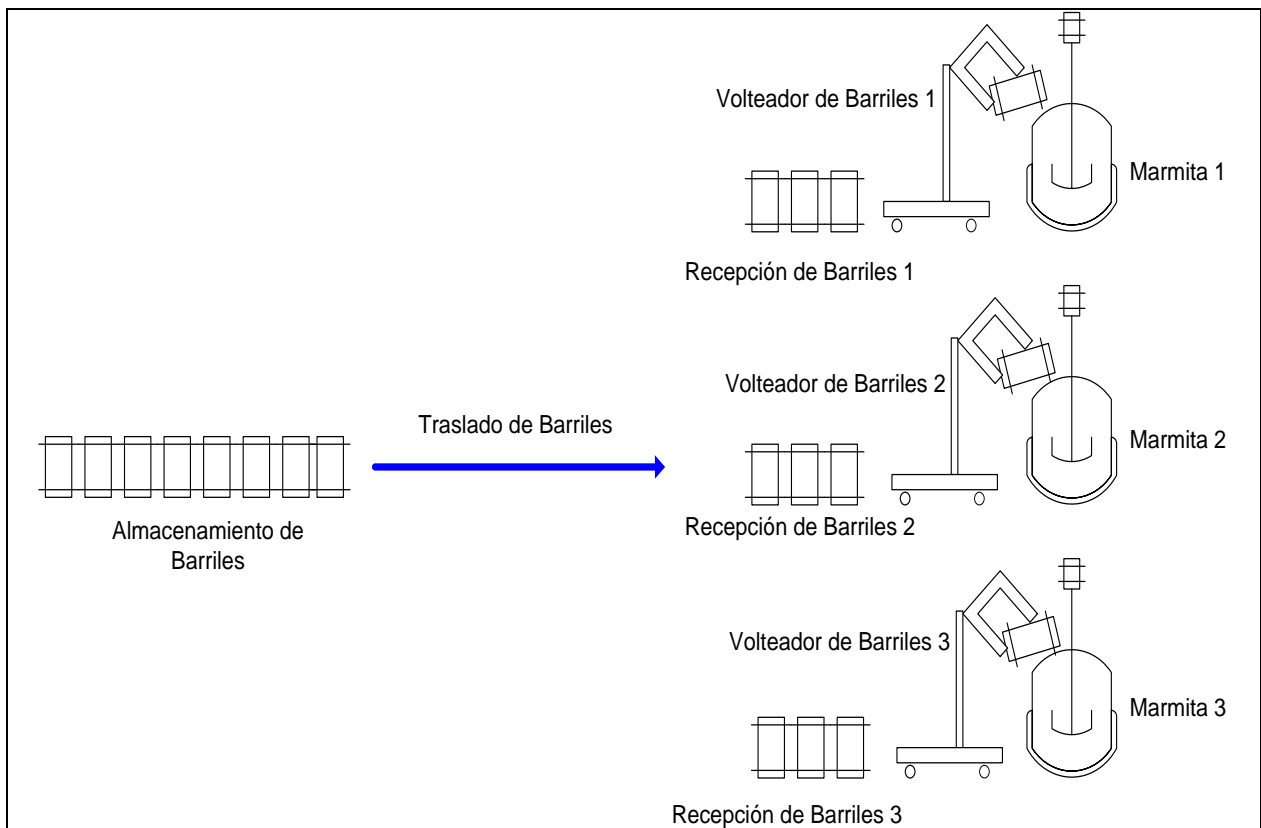 Volteador de Barriles 1
Marmita 1
Recepción de Barriles 1
Volteador de Barriles 2
Traslado de Barriles
Marmita 2
Almacenamiento de
Barriles
Recepción de Barriles 2
Volteador de Barriles 3
Marmita 3
Recepción de Barriles 3